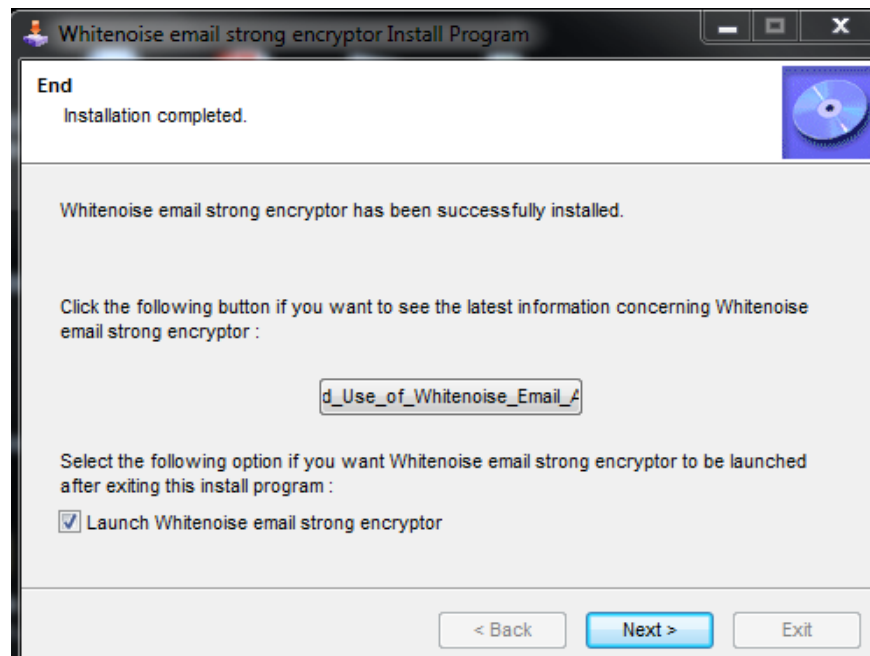 Whitenoise email strong encryptor Install Program
End
Installation completed.
Whitenoise email strong encryptor has been successfully installed.
Click the following button if you want to see the latest information concerning Whitenoise
email strong encryptor :
d_Use_of_Whitenoise_Email_A
Select the following option if you want Whitenoise email strong encryptor to be launched
after exiting this install program :
Launch Whitenoise email strong encryptor
< Back Next > Exit